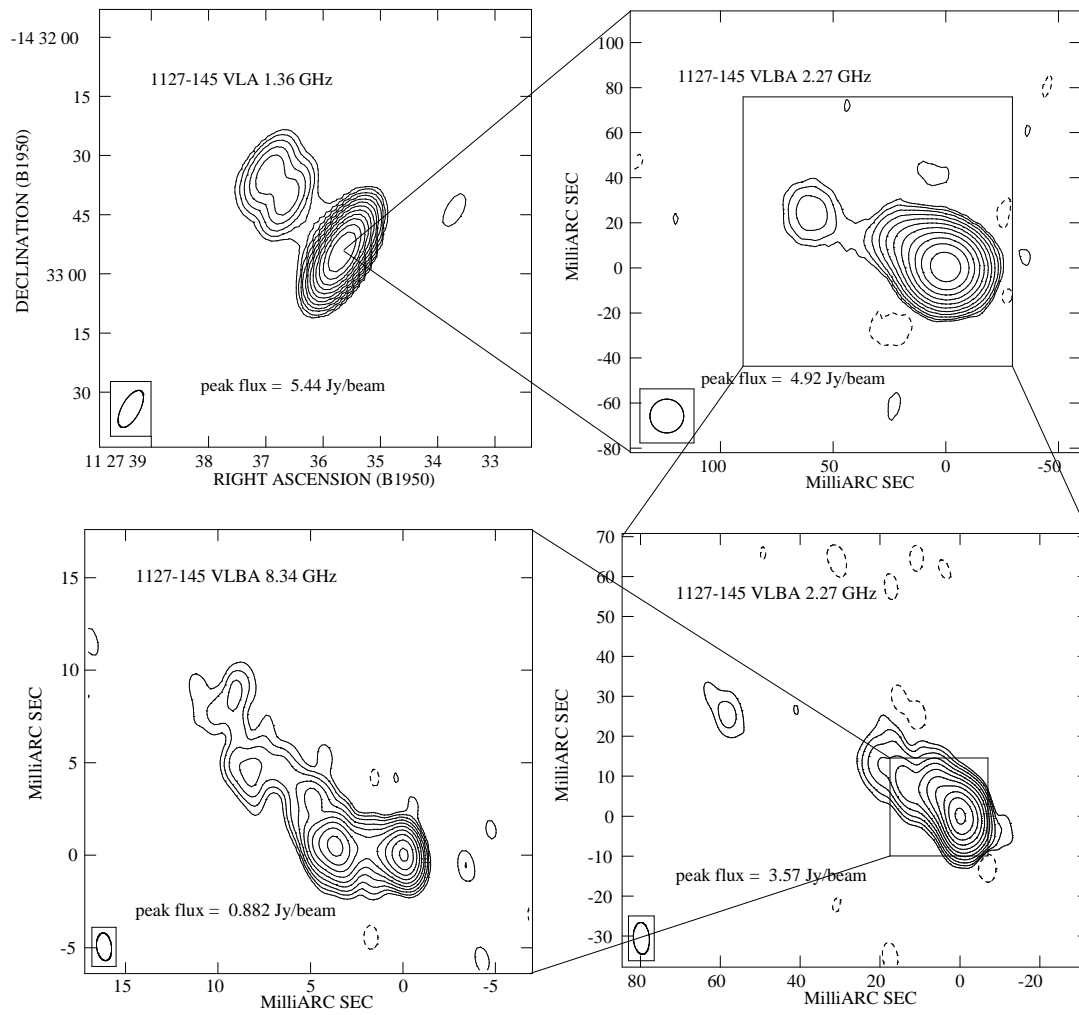 -14 32 00
1127-145 VLA 1.36 GHz
15
30
45
33 00
15
30
DECLINATION (B1950)
peak flux = 5.44 Jy/beam
11 27 39
38
37
36
35
34
33
RIGHT ASCENSION (B1950)
1127-145 VLBA 2.27 GHz
100
80
60
40
20
0
-20
-40
-60
-80
MilliARC SEC
peak flux = 4.92 Jy/beam
100
50
0
-50
MilliARC SEC
1127-145 VLBA 8.34 GHz
15
10
5
0
-5
MilliARC SEC
peak flux = 0.882 Jy/beam
15
10
5
0
-5
MilliARC SEC
1127-145 VLBA 2.27 GHz
70
60
50
40
30
20
10
0
-10
-20
-30
MilliARC SEC
peak flux = 3.57 Jy/beam
80
60
40
20
0
-20
MilliARC SEC